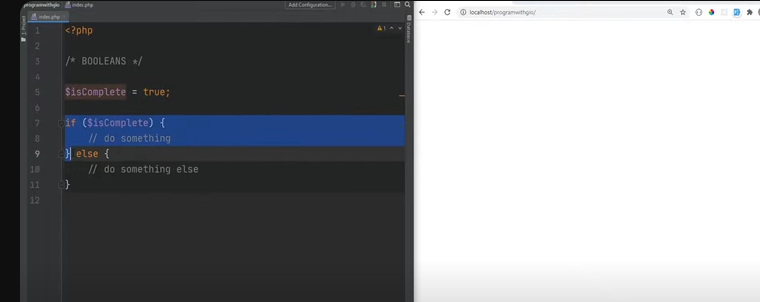 programwithgio
index.php
Add Configuration...
index.php
1
1 <?php
2
3 /* BOOLEANS */
4
5 $isComplete = true;
6
7 if ($isComplete) {
8 // do something
9 } else {
10 // do something else
11 }
12
Database
localhost/programwithgio/